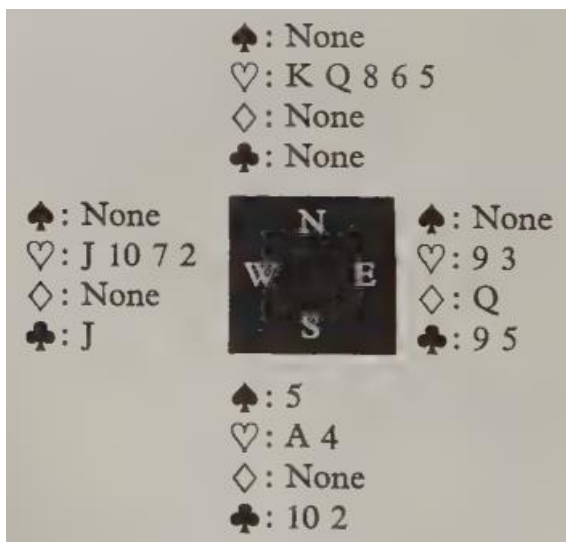 ♠: None
♡: K Q 8 6 5
♢: None
♣: None
♠: None
♡: J 10 7 2
♢: None
♣: J
N
W E
S
♠: None
♡: 9 3
♢: Q
♣: 9 5
♠: 5
♡: A 4
♢: None
♣: 10 2